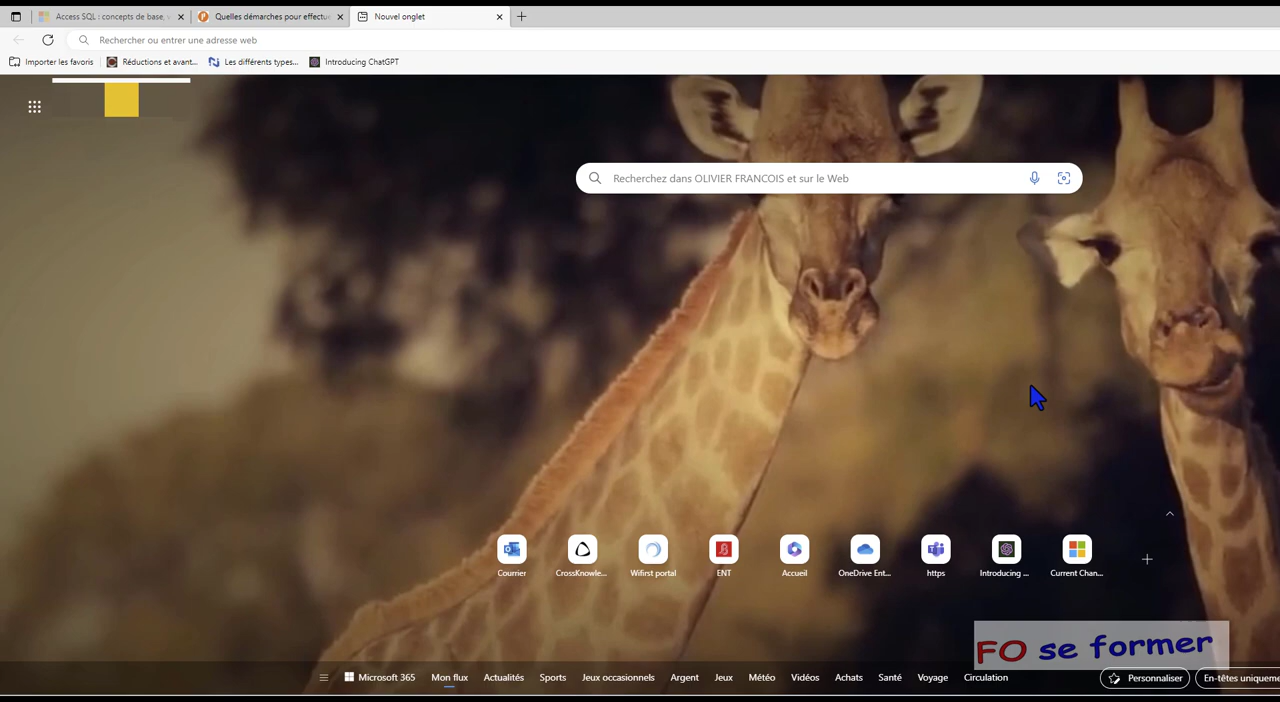 Access SQL : concepts de base, v
Quelles démarches pour effectue
Nouvel onglet
Rechercher ou entrer une adresse web
Importer les favoris
Réductions et avant...
Les différents types...
Introducing ChatGPT
Recherchez dans OLIVIER FRANCOIS et sur le Web
Courrier
CrossKnowle...
Wifirst portal
ENT
Accueil
OneDrive Ent...
https
Introducing ...
Current Chan...
FO se former
Microsoft 365
Mon flux
Actualités
Sports
Jeux occasionnels
Argent
Jeux
Météo
Vidéos
Achats
Santé
Voyage
Circulation
Personnaliser
En-têtes uniqueme